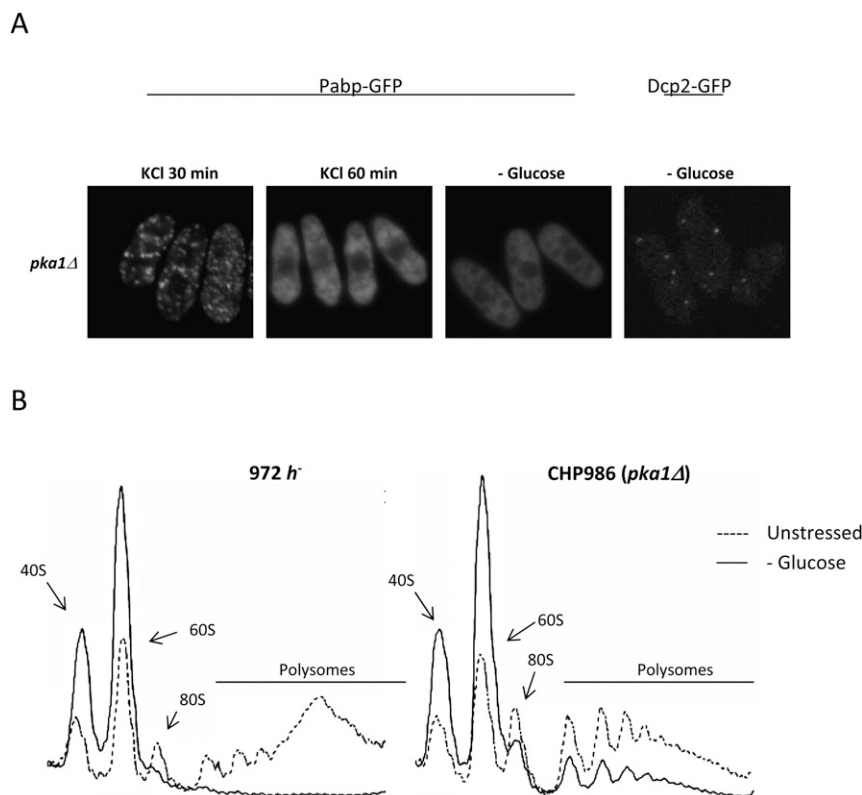 A
Pabp-GFP Dcp2-GFP
KCl 30 min KCl 60 min - Glucose - Glucose
pka1Δ
B
972 h- CHP986 (pka1Δ)
Unstressed
- Glucose
40S 40S
60S 60S
80S 80S
Polysomes Polysomes